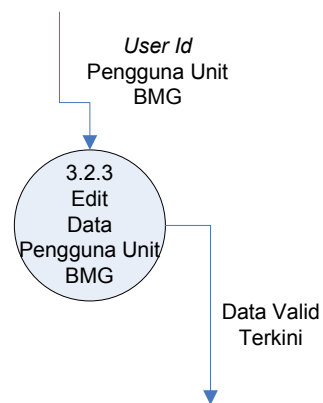 User Id
Pengguna Unit
BMG
3.2.3
Edit
Data
Pengguna Unit
BMG
Data Valid
Terkini